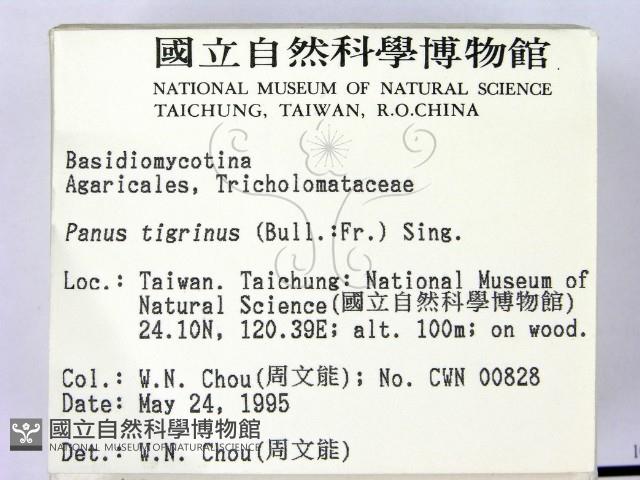 國立自然科學博物館
NATIONAL MUSEUM OF NATURAL SCIENCE
TAICHUNG, TAIWAN, R.O.CHINA
Basidiomycotina
Agaricales, Tricholomataceae
Panus tigrinus (Bull.:Fr.) Sing.
Loc.: Taiwan. Taichung: National Museum of
Natural Science(國立自然科學博物館)
24.10N, 120.39E; alt. 100m; on wood.
Col.: W.N. Chou(周文能); No. CWN 00828
Date: May 24, 1995
國立自然科學博物館
NATIONAL MUSEUM OF NATURAL SCIENCE
Det.: W.N. Chou(周文能)